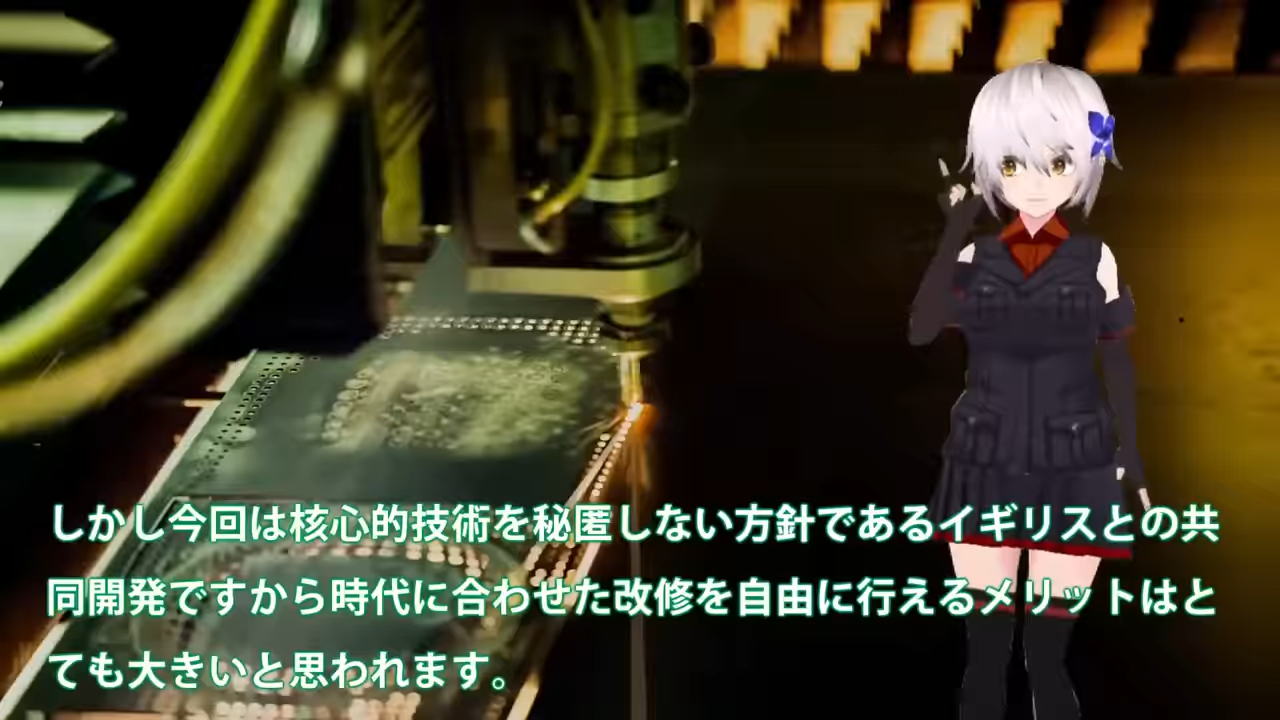 しかし今回は核心的技術を秘匿しない方針であるイギリスとの共
同開発ですから時代に合わせた改修を自由に行えるメリットはと
ても大きいと思われます。